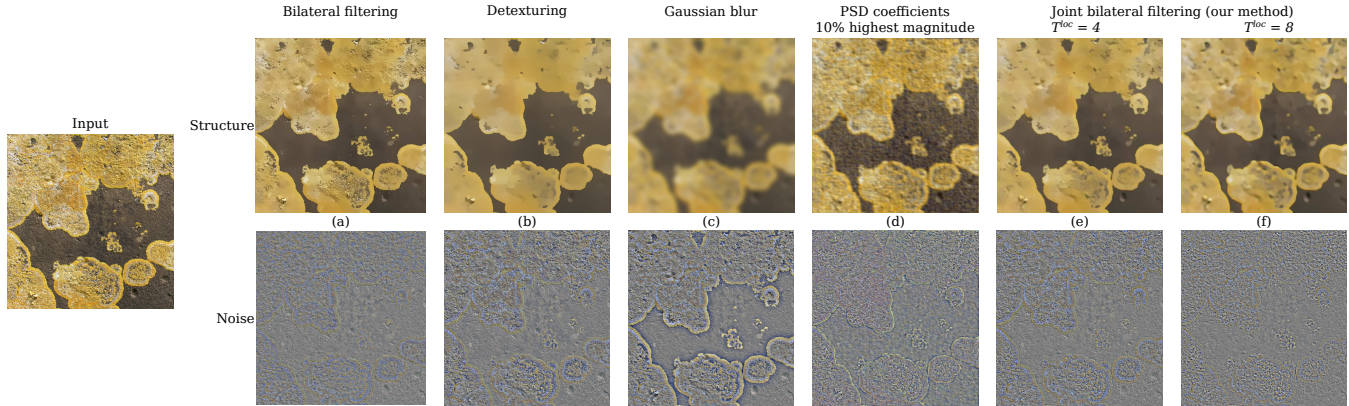 Bilateral filtering
Detexturing
Gaussian blur
PSD coefficients
10% highest magnitude
Joint bilateral filtering (our method)
T^loc = 4
T^loc = 8
Input
Structure
(a)
(b)
(c)
(d)
(e)
(f)
Noise